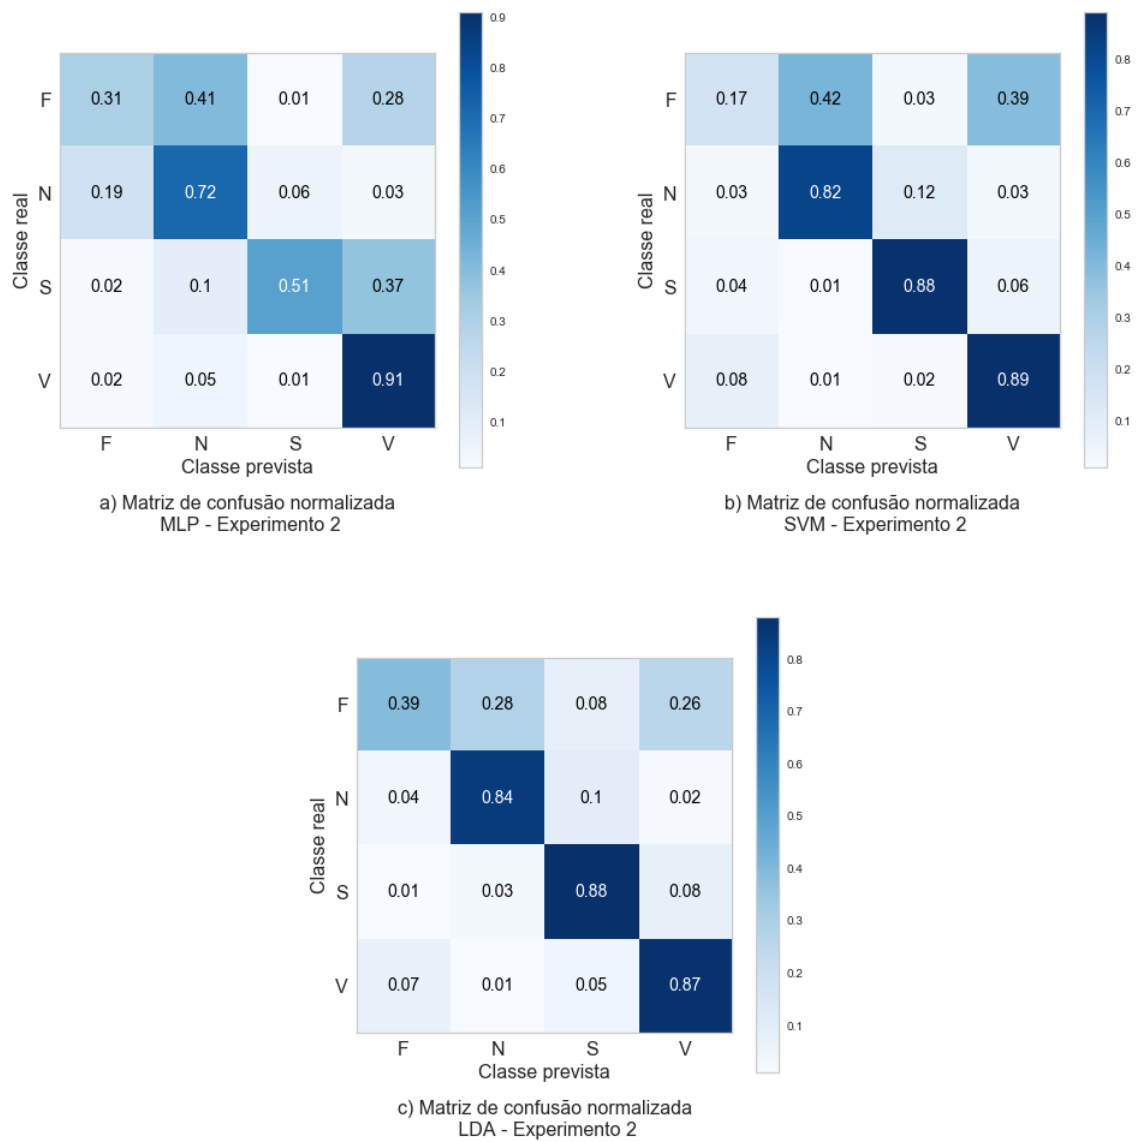 F 0.31 0.41 0.01 0.28
N 0.19 0.72 0.06 0.03
S 0.02 0.1 0.51 0.37
V 0.02 0.05 0.01 0.91
F N S V
Classe real
Classe prevista
0.9
0.8
0.7
0.6
0.5
0.4
0.3
0.2
0.1
a) Matriz de confusão normalizada
MLP - Experimento 2
F 0.17 0.42 0.03 0.39
N 0.03 0.82 0.12 0.03
S 0.04 0.01 0.88 0.06
V 0.08 0.01 0.02 0.89
F N S V
Classe real
Classe prevista
0.8
0.7
0.6
0.5
0.4
0.3
0.2
0.1
b) Matriz de confusão normalizada
SVM - Experimento 2
F 0.39 0.28 0.08 0.26
N 0.04 0.84 0.1 0.02
S 0.01 0.03 0.88 0.08
V 0.07 0.01 0.05 0.87
F N S V
Classe real
Classe prevista
0.8
0.7
0.6
0.5
0.4
0.3
0.2
0.1
c) Matriz de confusão normalizada
LDA - Experimento 2